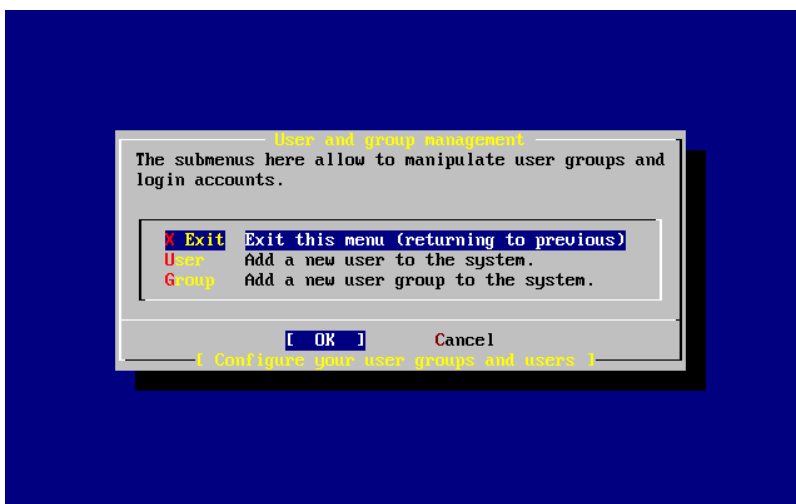 User and group management
The submenus here allow to manipulate user groups and
login accounts.
X Exit Exit this menu (returning to previous)
User Add a new user to the system.
Group Add a new user group to the system.
[ OK ] Cancel
[ Configure your user groups and users ]